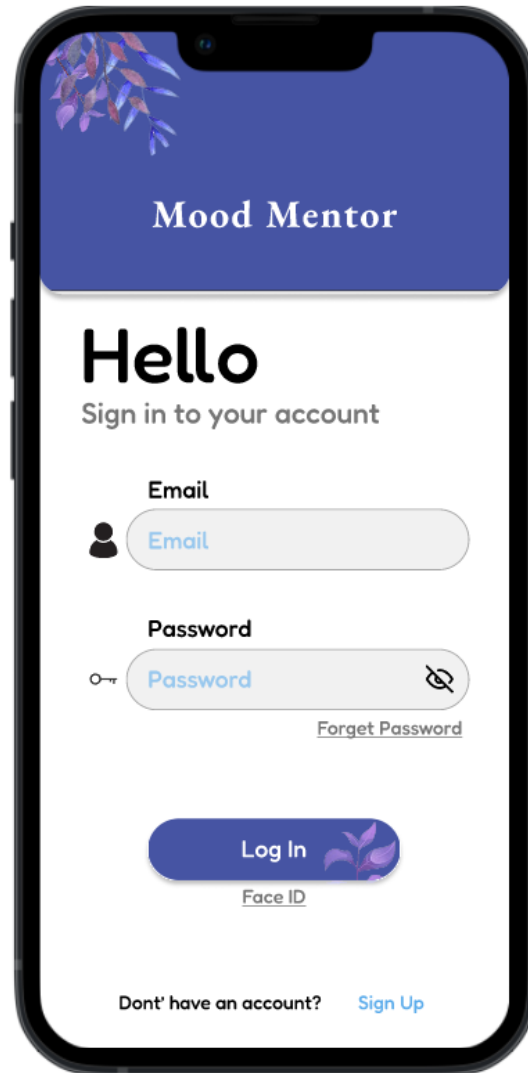 Mood Mentor
Hello
Sign in to your account
Email
Email
Password
Password
Forget Password
Log In
Face ID
Dont' have an account? Sign Up